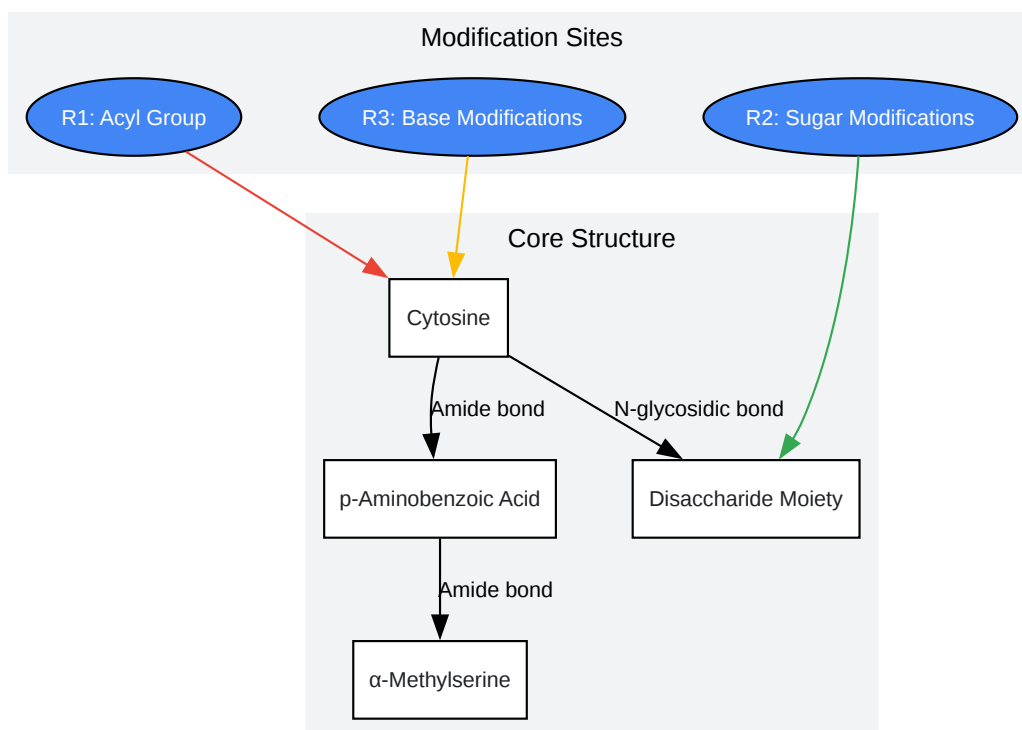 Modification Sites
R1: Acyl Group
R3: Base Modifications
R2: Sugar Modifications
Core Structure
Cytosine
Amide bond
N-glycosidic bond
p-Aminobenzoic Acid
Disaccharide Moiety
Amide bond
α-Methylserine